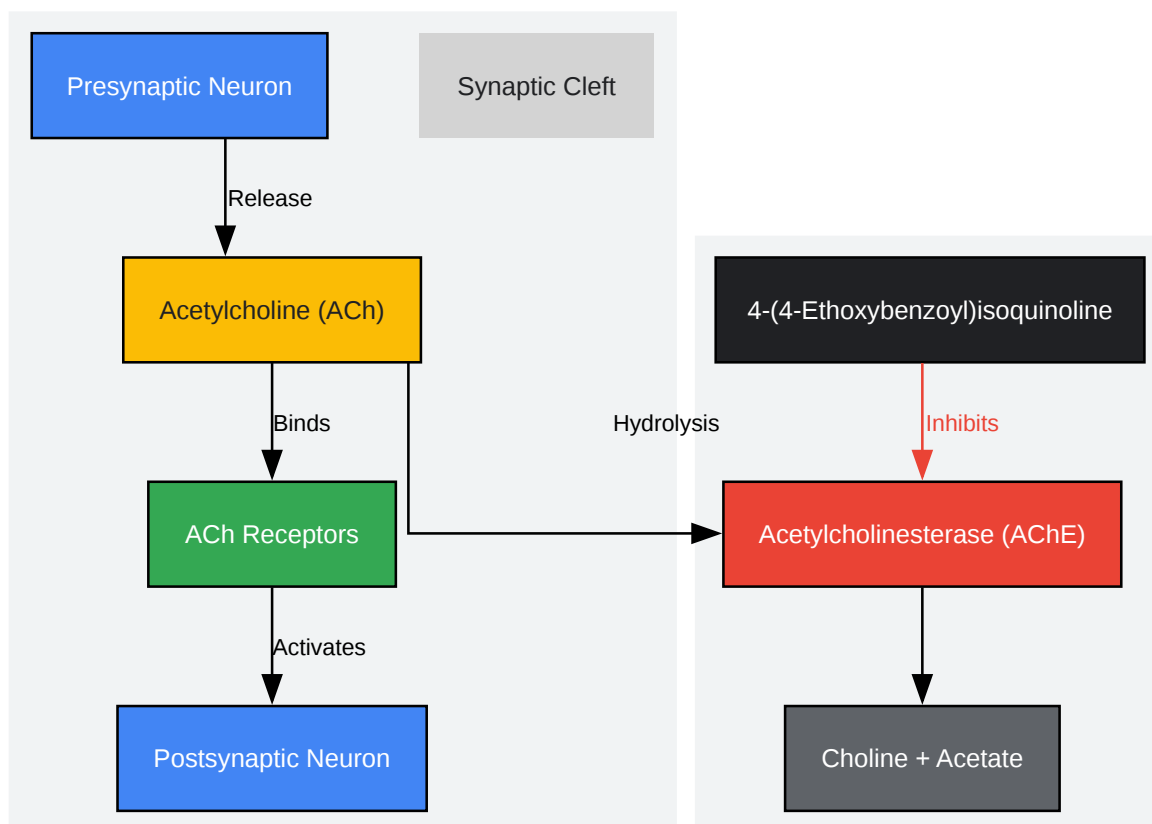 Presynaptic Neuron
Synaptic Cleft
Release
Acetylcholine (ACh)
4-(4-Ethoxybenzoyl)isoquinoline
Binds
Hydrolysis
Inhibits
ACh Receptors
Acetylcholinesterase (AChE)
Activates
Postsynaptic Neuron
Choline + Acetate